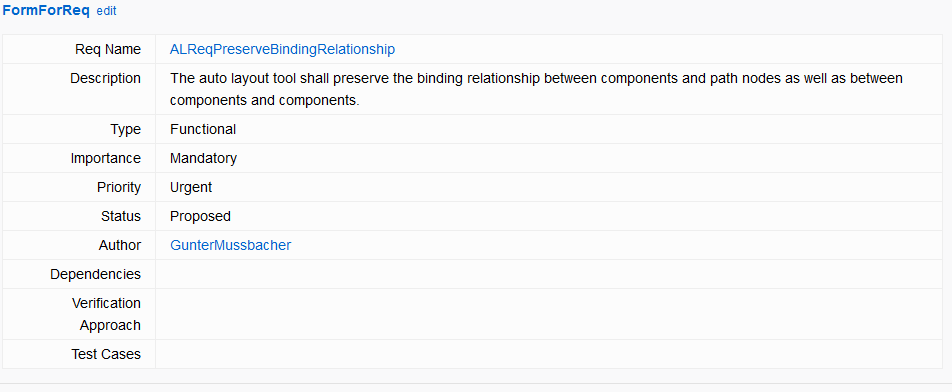 FormForReq edit
Req Name ALReqPreserveBindingRelationship
Description The auto layout tool shall preserve the binding relationship between components and path nodes as well as between
components and components.
Type Functional
Importance Mandatory
Priority Urgent
Status Proposed
Author GunterMussbacher
Dependencies
Verification
Approach
Test Cases